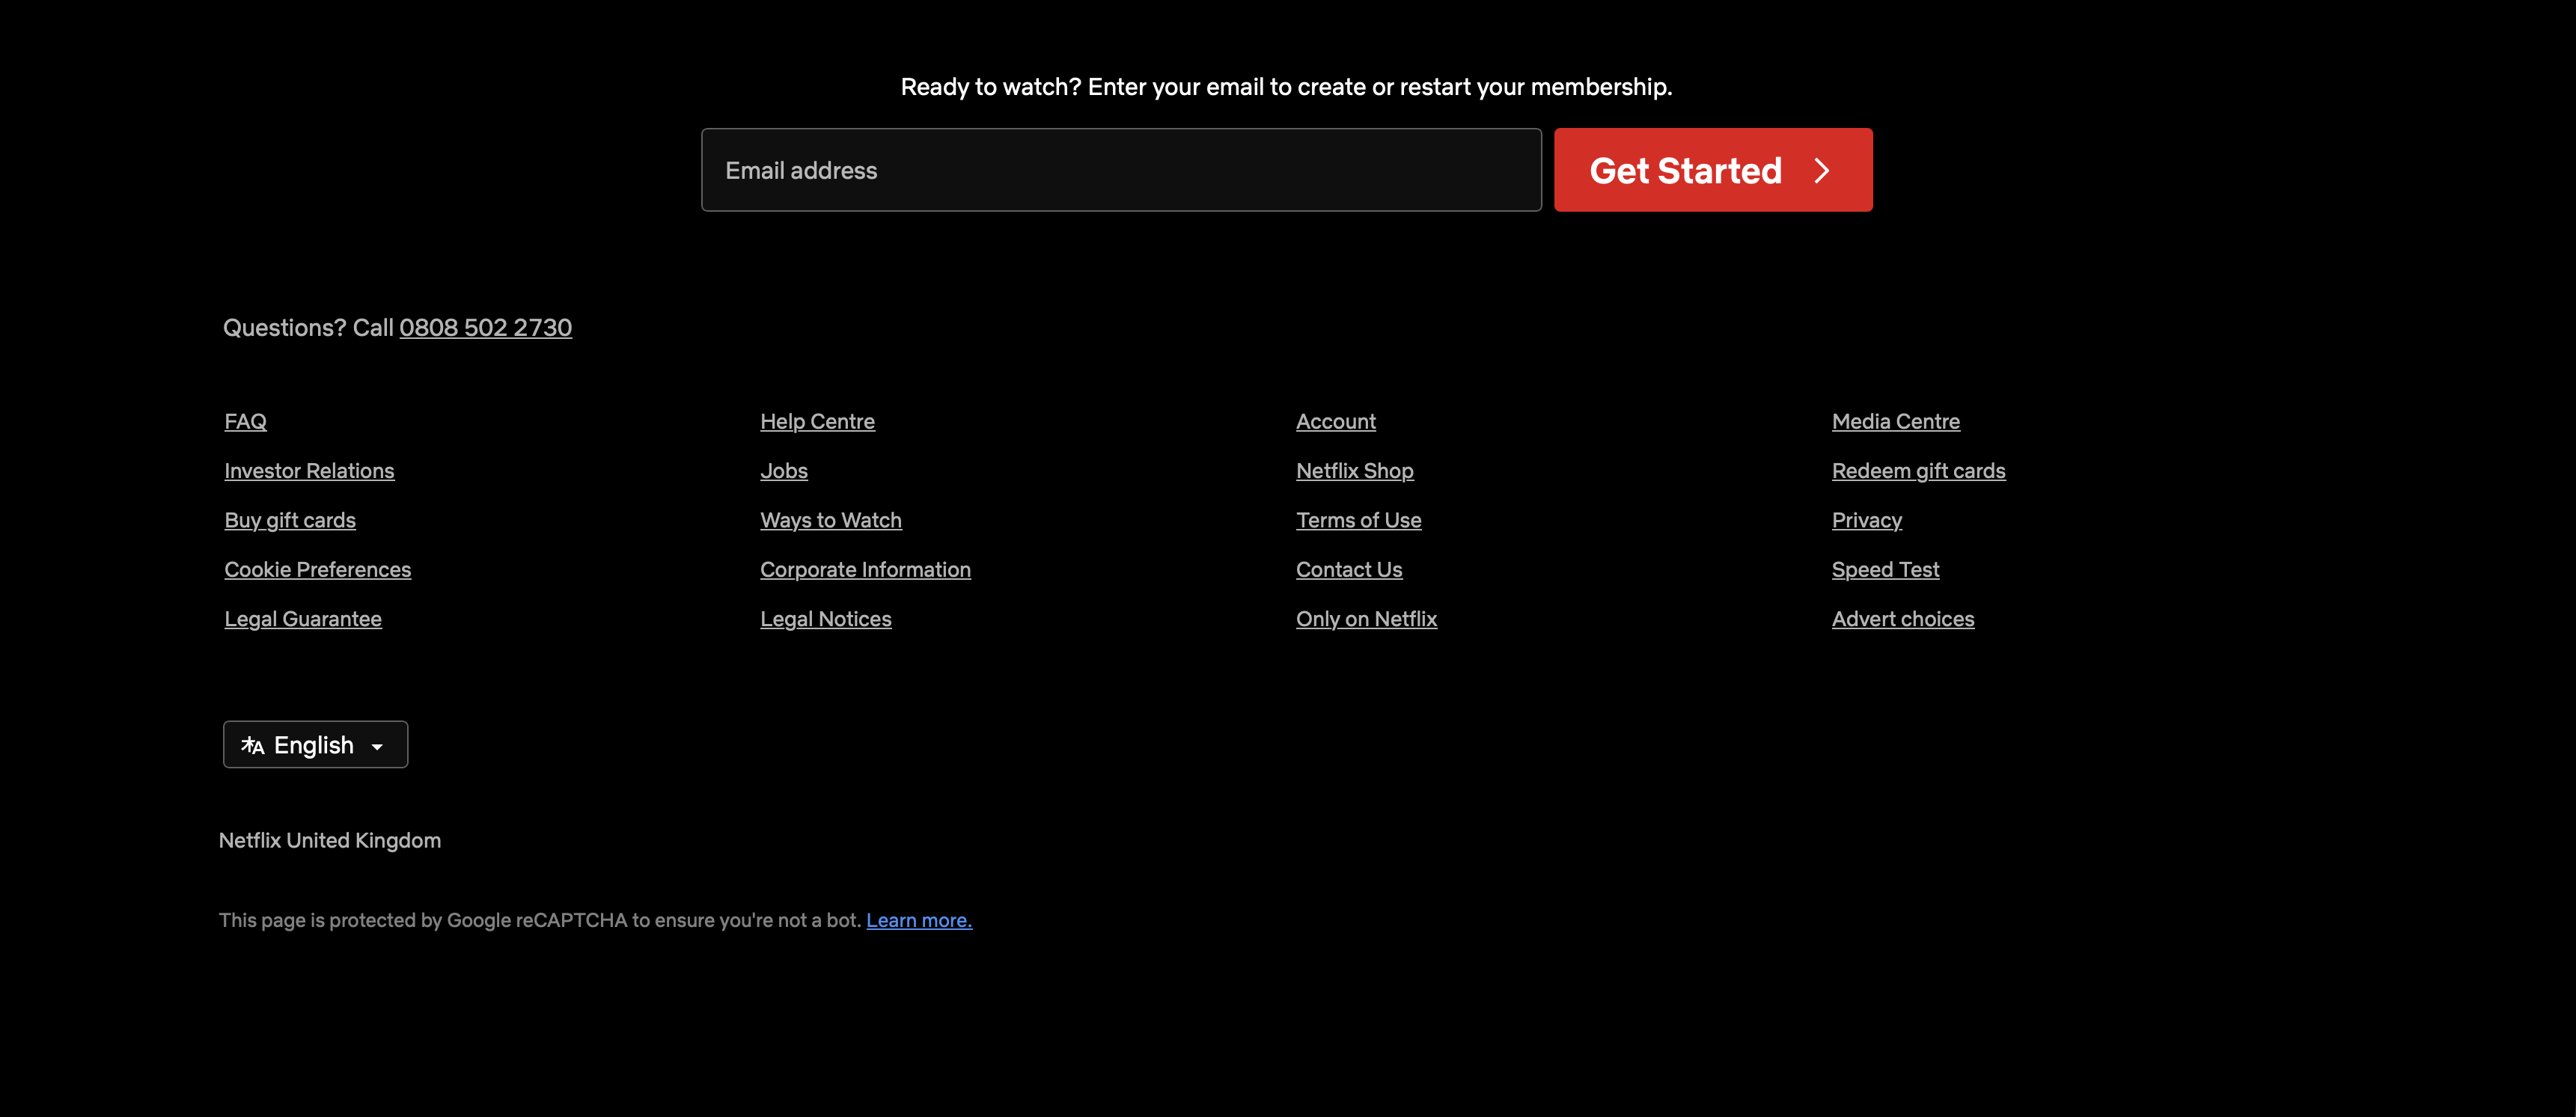 Ready to watch? Enter your email to create or restart your membership.
Email address
Get Started
Questions? Call 0808 502 2730
FAQ
Help Centre
Account
Media Centre
Investor Relations
Jobs
Netflix Shop
Redeem gift cards
Buy gift cards
Ways to Watch
Terms of Use
Privacy
Cookie Preferences
Corporate Information
Contact Us
Speed Test
Legal Guarantee
Legal Notices
Only on Netflix
Advert choices
English
Netflix United Kingdom
This page is protected by Google reCAPTCHA to ensure you're not a bot. Learn more.